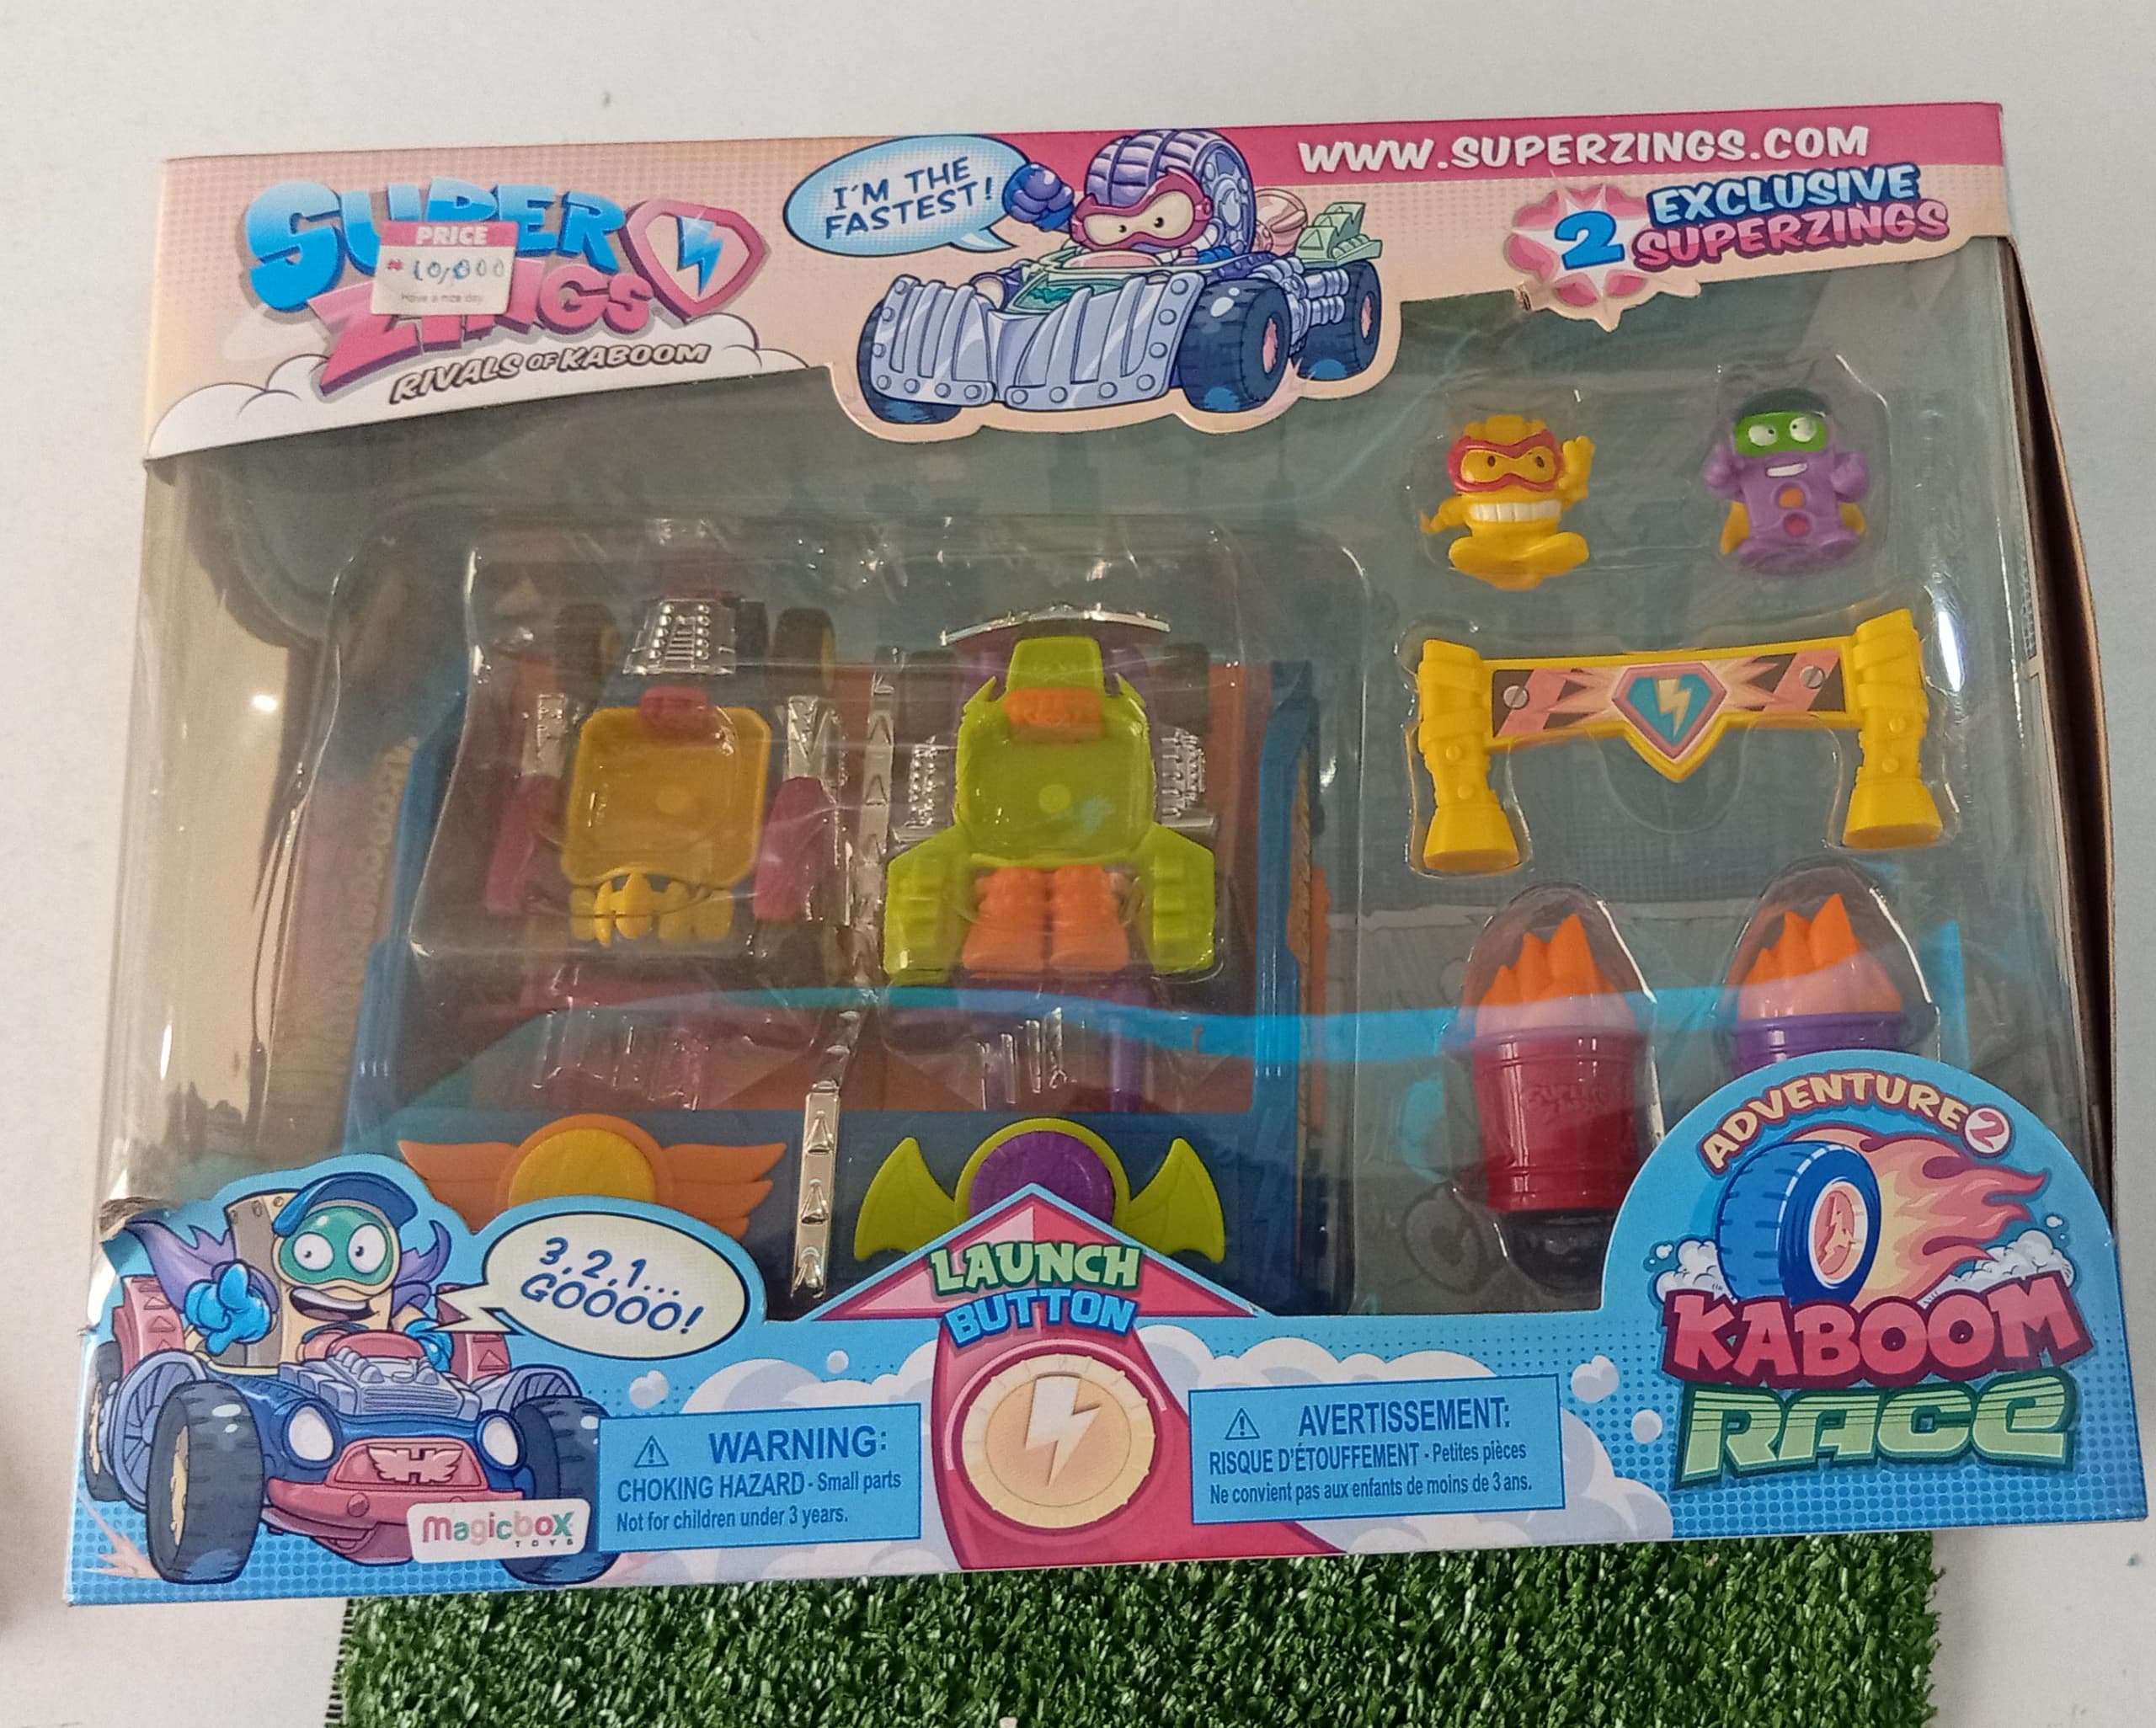 WWW.SUPERZINGS.COM
SUPER
ZINGS
RIVALS OF KABOOM
PRICE
Have a nice day
I'M THE
FASTEST!
2 EXCLUSIVE
SUPERZINGS
3, 2, 1...
GOOOO!
LAUNCH
BUTTON
ADVENTURE 2
KABOOM
RACE
WARNING:
CHOKING HAZARD - Small parts
Not for children under 3 years.
AVERTISSEMENT:
RISQUE D'ÉTOUFFEMENT - Petites pièces
Ne convient pas aux enfants de moins de 3 ans.
magicbox
TOYS